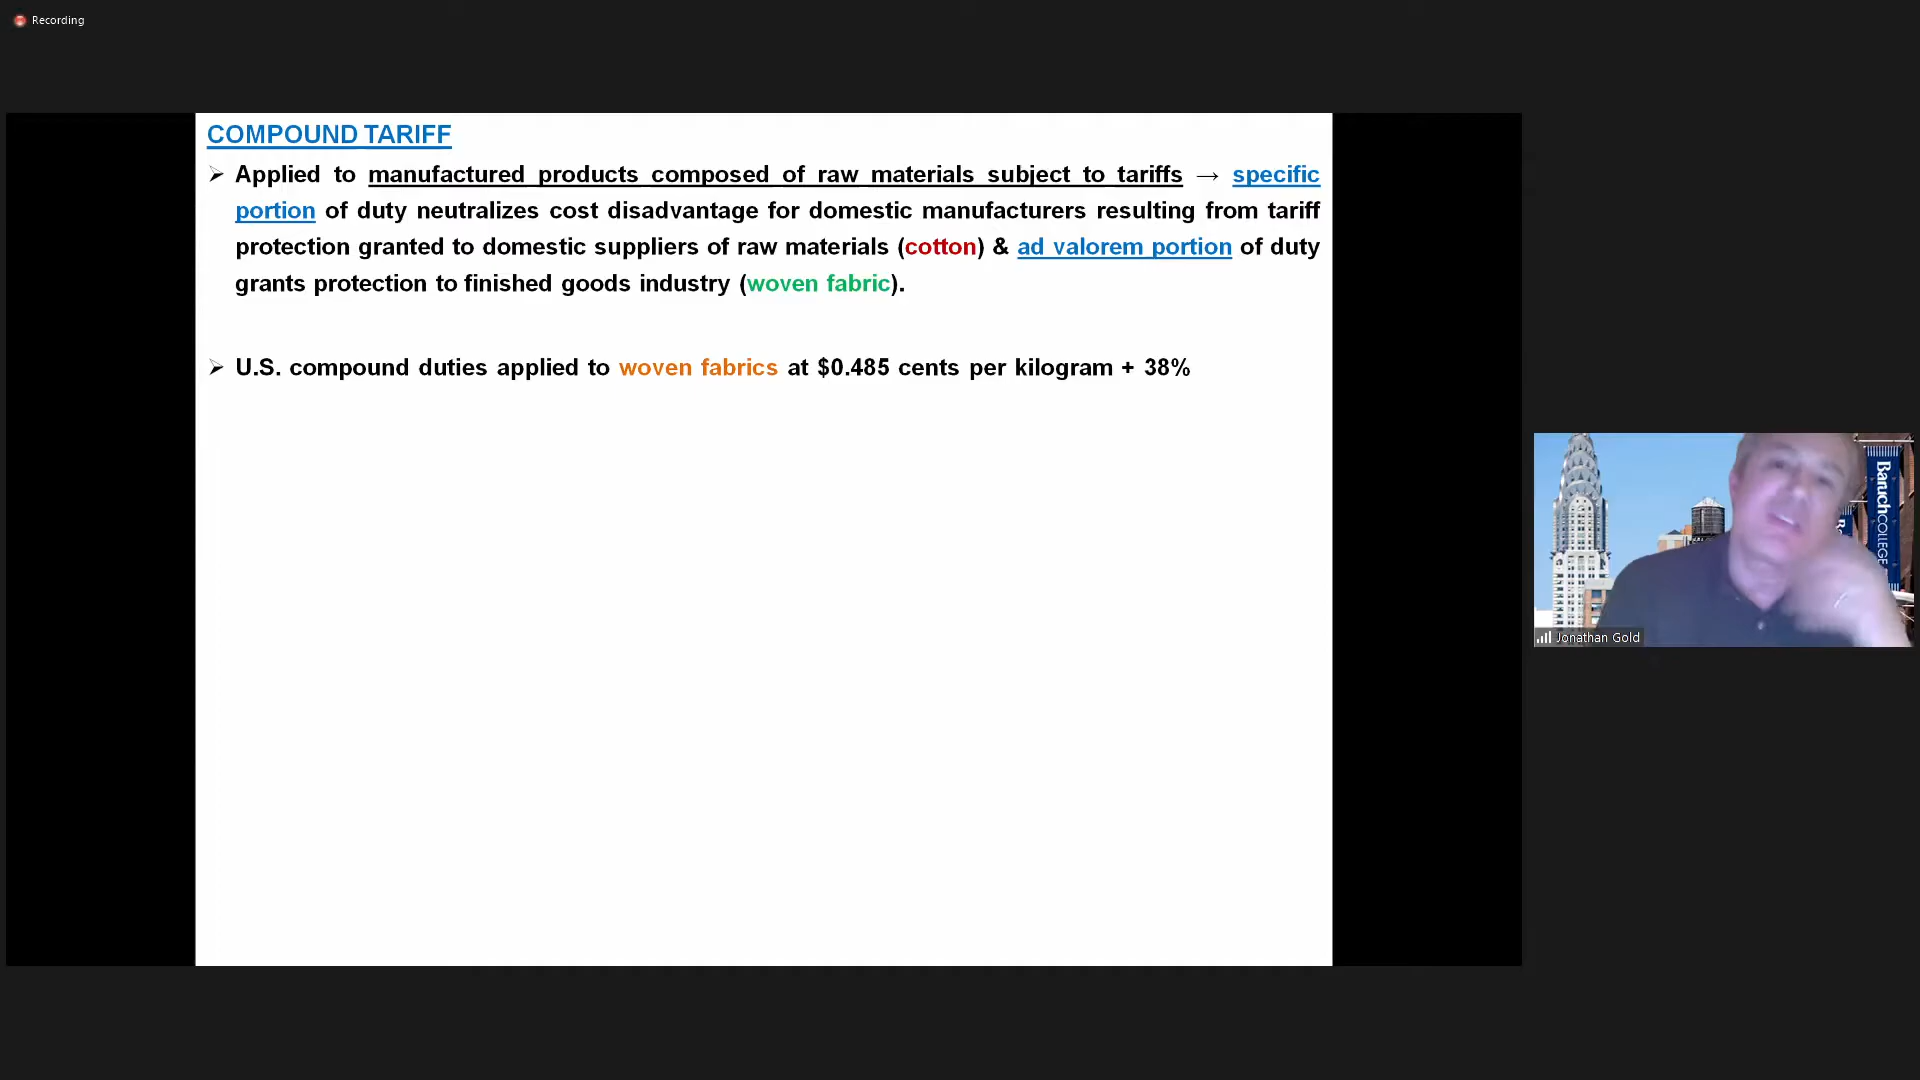 Recording
COMPOUND TARIFF
➢ Applied to manufactured products composed of raw materials subject to tariffs → specific
portion of duty neutralizes cost disadvantage for domestic manufacturers resulting from tariff
protection granted to domestic suppliers of raw materials (cotton) & ad valorem portion of duty
grants protection to finished goods industry (woven fabric).
➢ U.S. compound duties applied to woven fabrics at $0.485 cents per kilogram + 38%
Baruch COLLEGE
Jonathan Gold